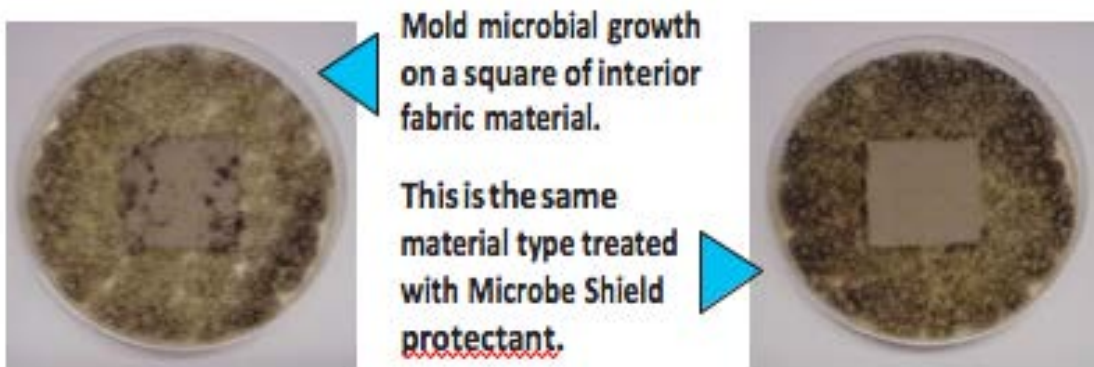 Mold microbial growth
on a square of interior
fabric material.
This is the same
material type treated
with Microbe Shield
protectant.